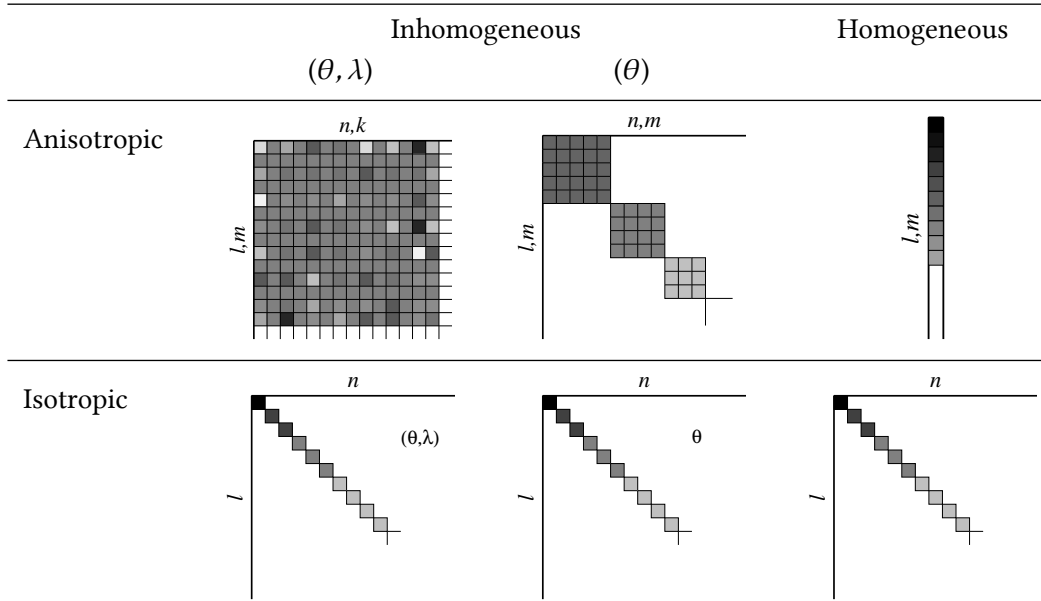 Inhomogeneous Homogeneous
(θ, λ) (θ)
Anisotropic
n,k n,m
l,m l,m l,m
Isotropic
n n n
(θ,λ) θ
l l l